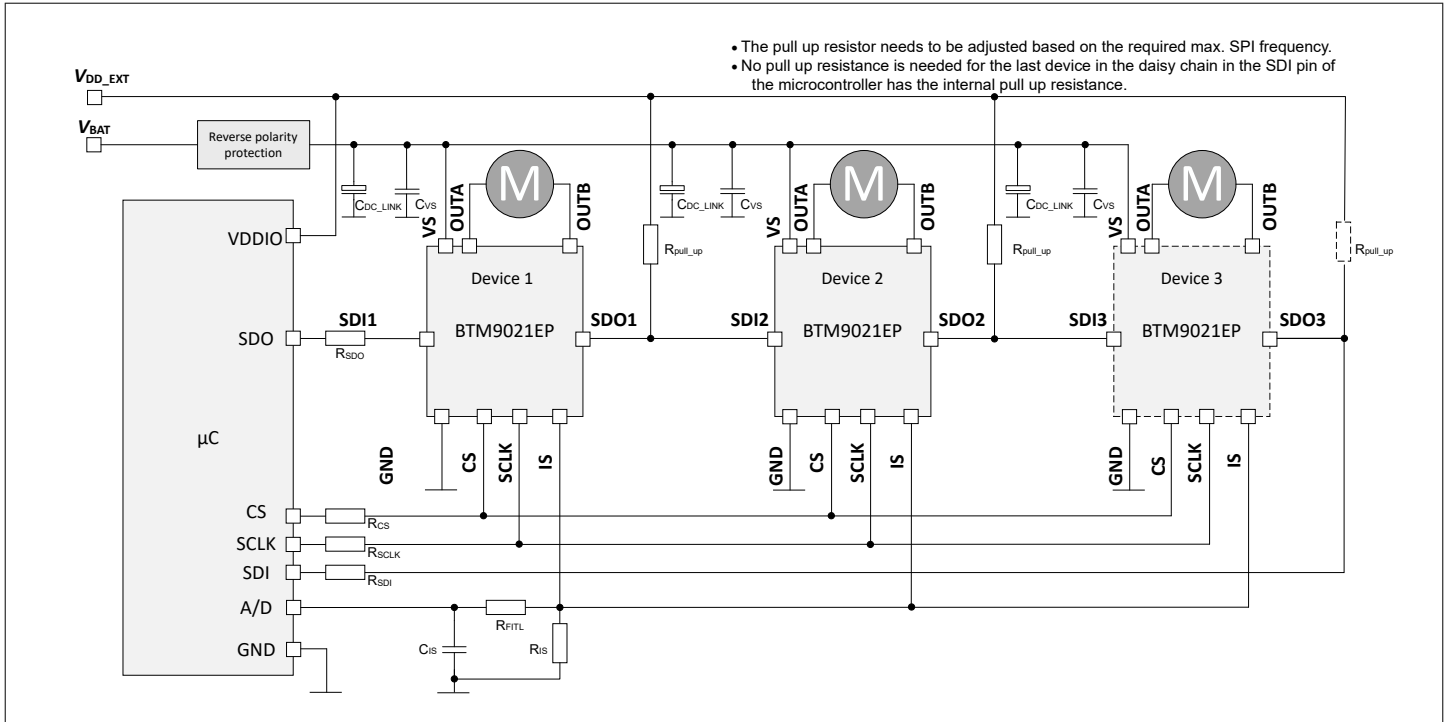 • The pull up resistor needs to be adjusted based on the required max. SPI frequency.
• No pull up resistance is needed for the last device in the daisy chain in the SDI pin of
the microcontroller has the internal pull up resistance.
VDD_EXT
VBAT
Reverse polarity
protection
CDC_LINK
CVS
VS
OUTA
M
OUTB
Rpull_up
CDC_LINK
CVS
VS
OUTA
M
OUTB
Rpull_up
CDC_LINK
CVS
VS
OUTA
M
OUTB
Rpull_up
µC
VDDIO
SDO
CS
SCLK
SDI
A/D
GND
SDI1
RSDO
Device 1
BTM9021EP
SDO1
SDI2
Device 2
BTM9021EP
SDO2
SDI3
Device 3
BTM9021EP
SDO3
GND
CS
SCLK
IS
GND
CS
SCLK
IS
GND
CS
SCLK
IS
RCS
RSCLK
RSDI
RFITL
CIS
RIS